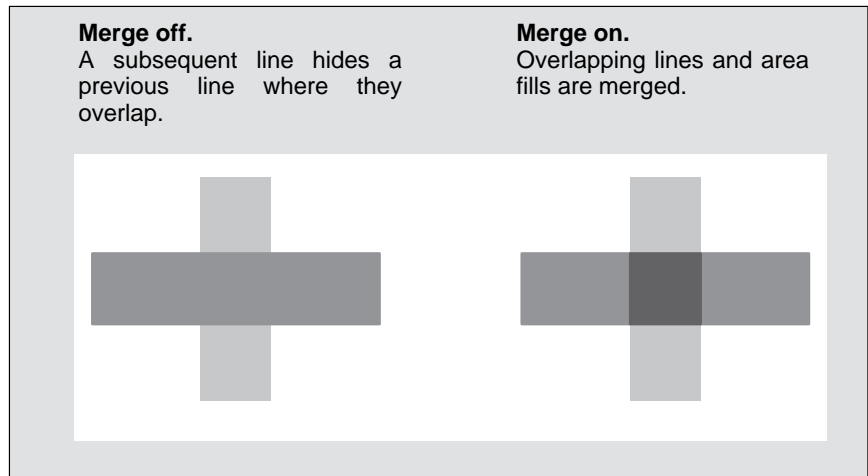 Merge off.
A subsequent line hides a
previous line where they
overlap.
Merge on.
Overlapping lines and area
fills are merged.